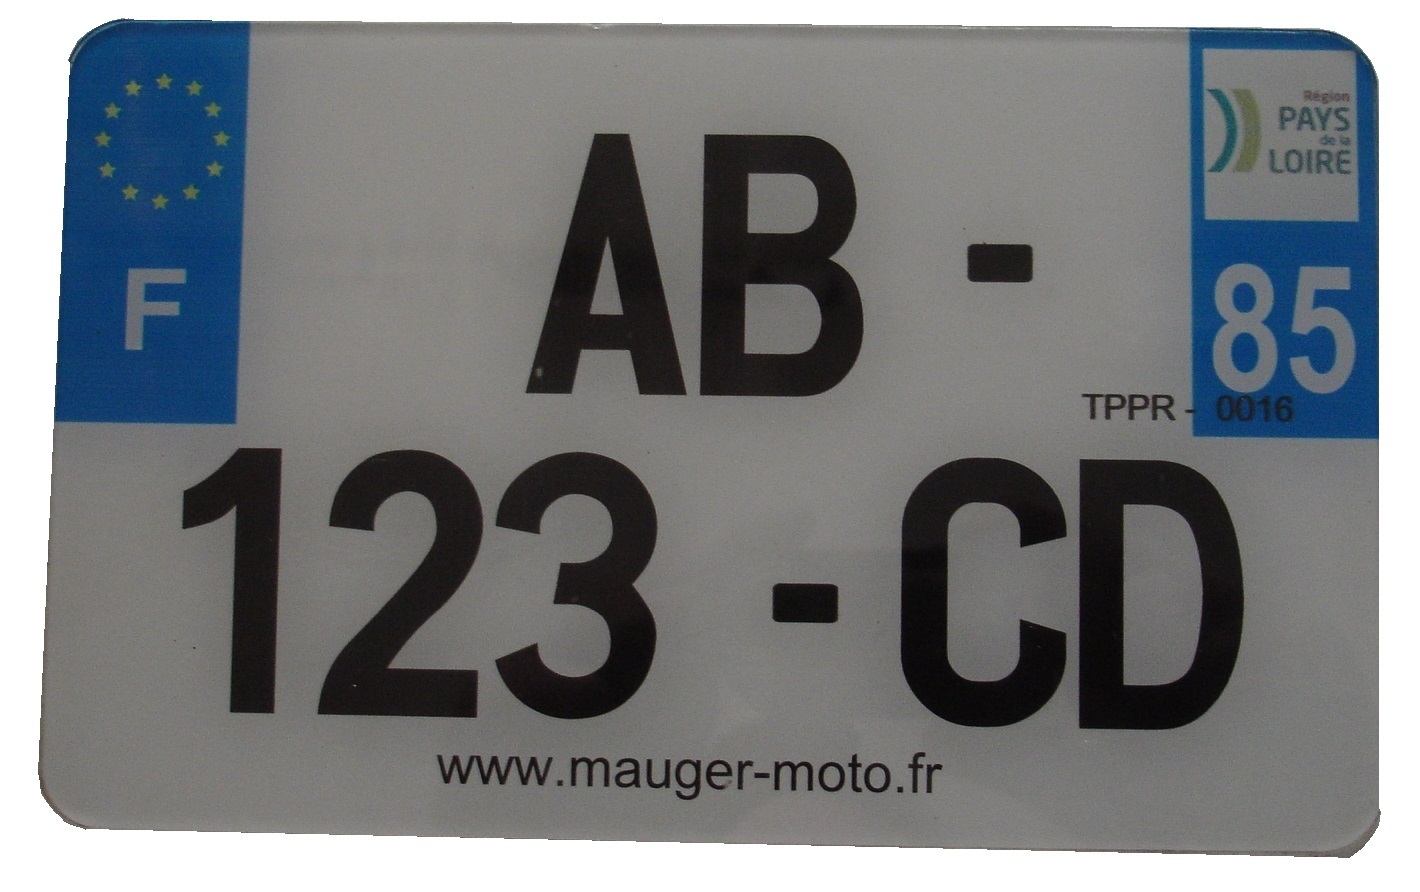 F
AB -
Région
PAYS
de la
LOIRE
85
TPPR - 0016
123 - CD
www.mauger-moto.fr